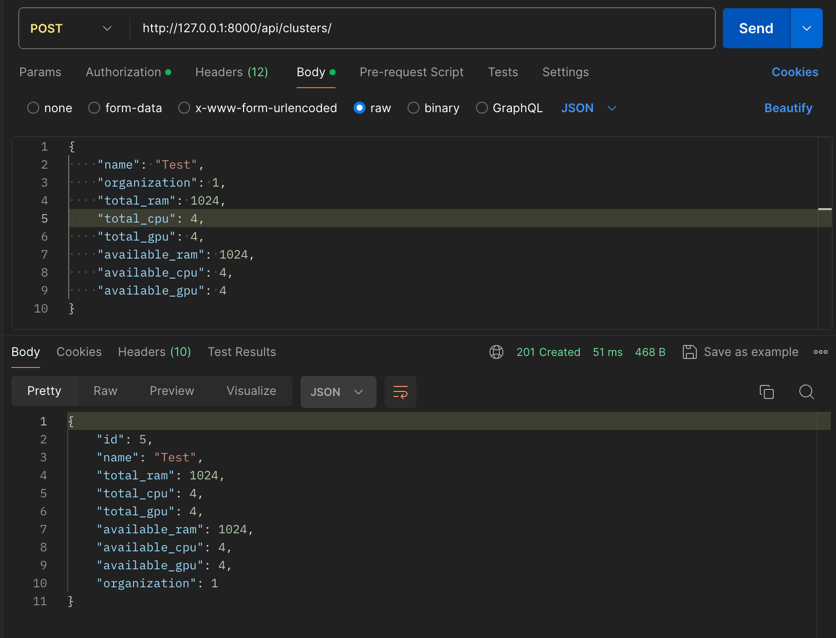 POST http://127.0.0.1:8000/api/clusters/ Send
Params Authorization Headers (12) Body Pre-request Script Tests Settings Cookies
none form-data x-www-form-urlencoded raw binary GraphQL JSON Beautify
1 {
2 "name": "Test",
3 "organization": 1,
4 "total_ram": 1024,
5 "total_cpu": 4,
6 "total_gpu": 4,
7 "available_ram": 1024,
8 "available_cpu": 4,
9 "available_gpu": 4
10 }
Body Cookies Headers (10) Test Results 201 Created 51 ms 468 B Save as example
Pretty Raw Preview Visualize JSON
1 {
2 "id": 5,
3 "name": "Test",
4 "total_ram": 1024,
5 "total_cpu": 4,
6 "total_gpu": 4,
7 "available_ram": 1024,
8 "available_cpu": 4,
9 "available_gpu": 4,
10 "organization": 1
11 }